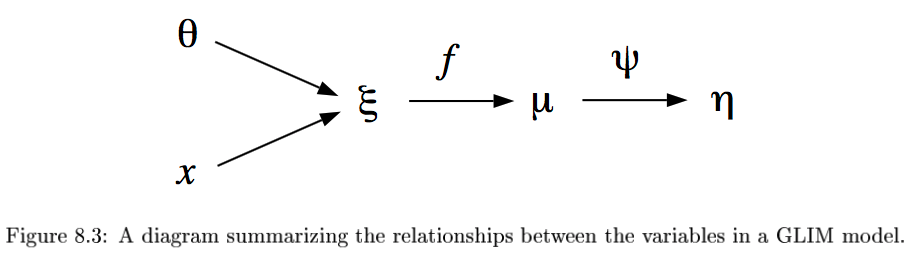 θ
f
ψ
ξ
μ
η
x
Figure 8.3: A diagram summarizing the relationships between the variables in a GLIM model.